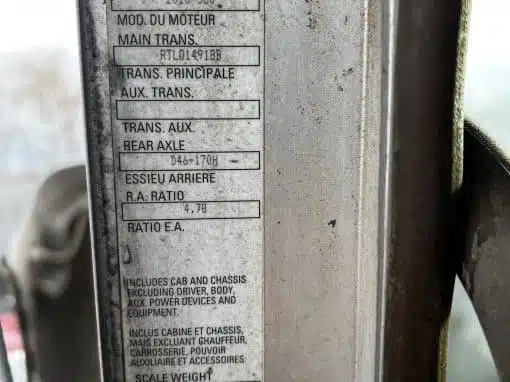 MOD. DU MOTEUR
MAIN TRANS.
RTLO14918B
TRANS. PRINCIPALE
AUX. TRANS.
TRANS. AUX.
REAR AXLE
D46-170H
ESSIEU ARRIERE
R.A. RATIO
4.78
RATIO E.A.
INCLUDES CAB AND CHASSIS
EXCLUDING DRIVER, BODY,
AUX. POWER DEVICES AND
EQUIPMENT.
INCLUS CABINE ET CHASSIS,
MAIS EXCLUANT CHAUFFEUR,
CARROSSERIE, POUVOIR
AUXILIAIRE ET ACCESSOIRES.
SCALE WEIGHT